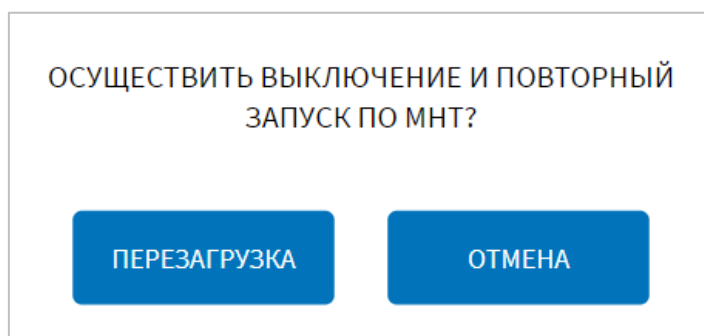 ОСУЩЕСТВИТЬ ВЫКЛЮЧЕНИЕ И ПОВТОРНЫЙ
ЗАПУСК ПО МНТ?
ПЕРЕЗАГРУЗКА
ОТМЕНА